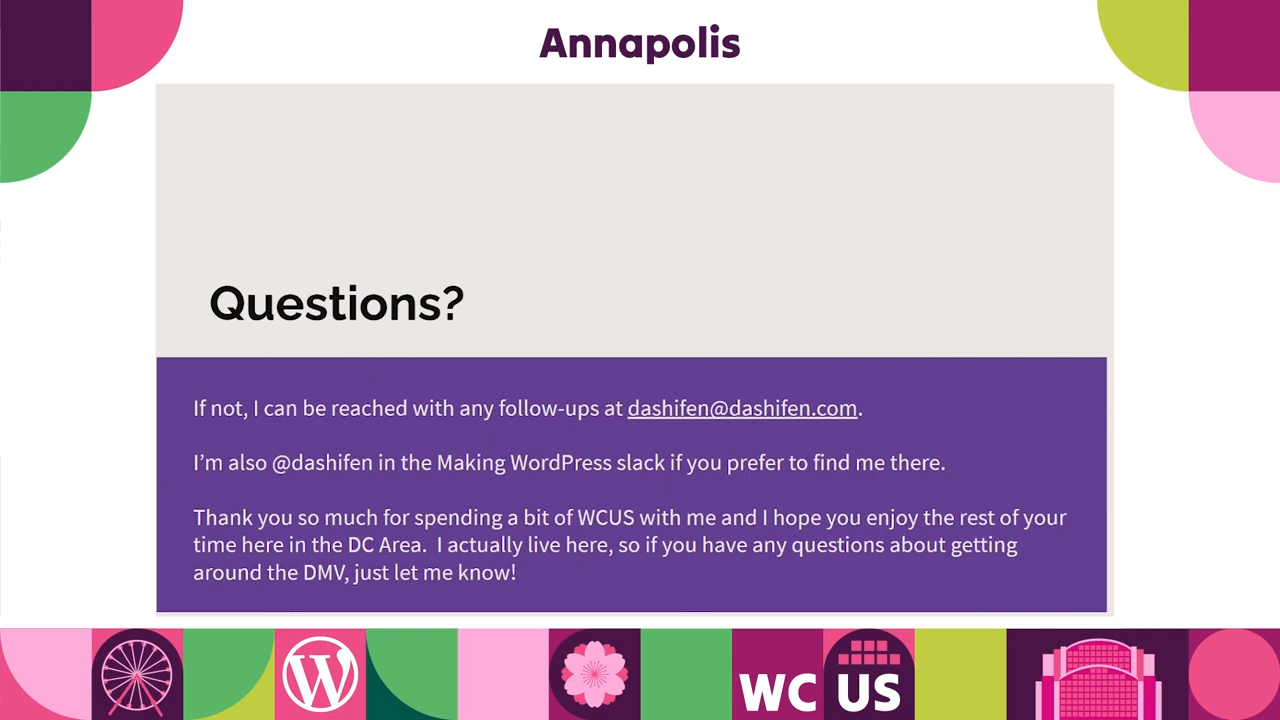 Annapolis
Questions?
If not, I can be reached with any follow-ups at dashifen@dashifen.com.
I’m also @dashifen in the Making WordPress slack if you prefer to find me there.
Thank you so much for spending a bit of WCUS with me and I hope you enjoy the rest of your
time here in the DC Area.  I actually live here, so if you have any questions about getting
around the DMV, just let me know!
WC US